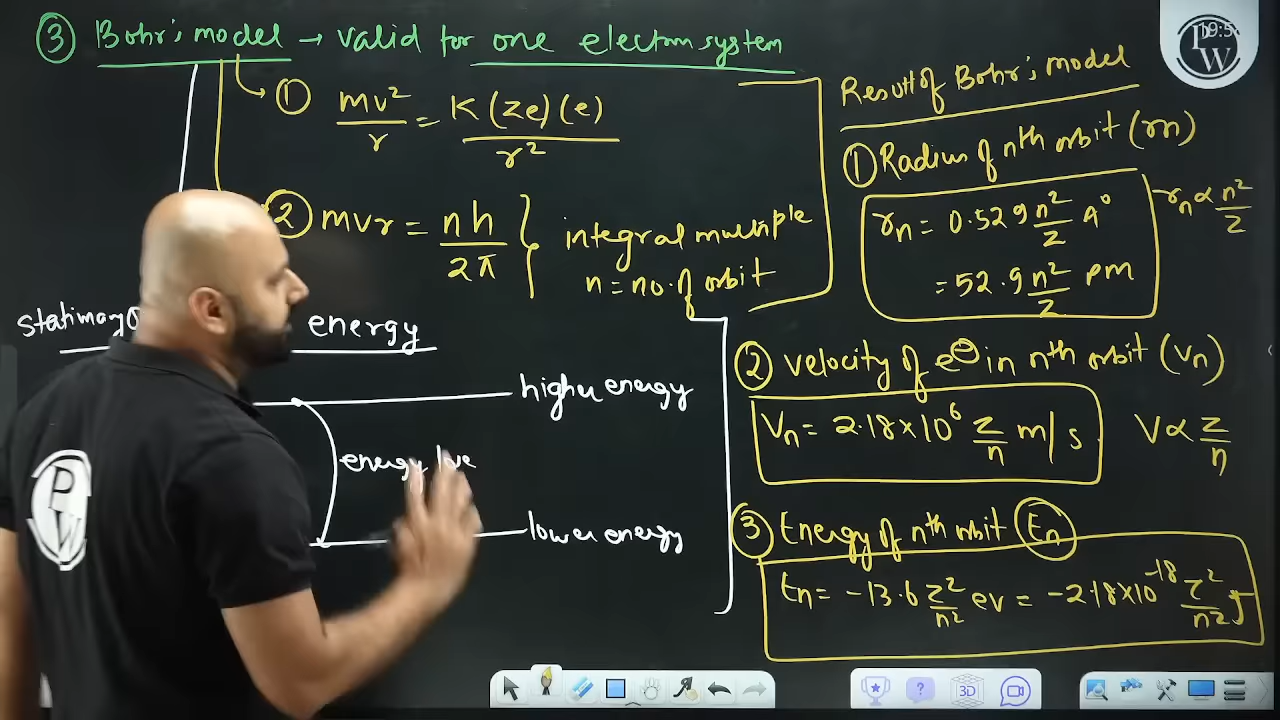 ③ Bohr's model → valid for one electron system
① mv²/r = K(Ze)(e)/r²
② mvr = nh/2π } integral multiple
n = no. of orbit
energy
higher energy
energy
lower energy
Result of Bohr's model
① Radius of nth orbit (rn)
rn = 0.529 n²/Z A°
= 52.9 n²/Z pm
rn ∝ n²/Z
② velocity of e⊖ in nth orbit (Vn)
Vn = 2.18×10⁶ Z/n m/s
V ∝ Z/n
③ Energy of nth orbit (En)
En = -13.6 Z²/n² ev = -2.18×10⁻¹⁸ Z²/n² J
PW
PW